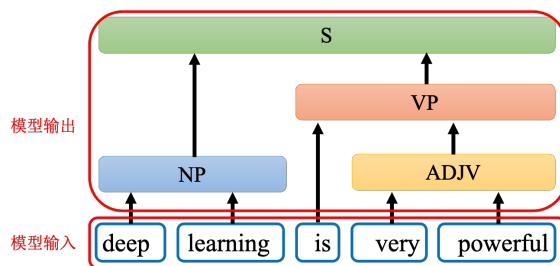 S
VP
模型输出
NP
ADJV
模型输入
deep learning is very powerful